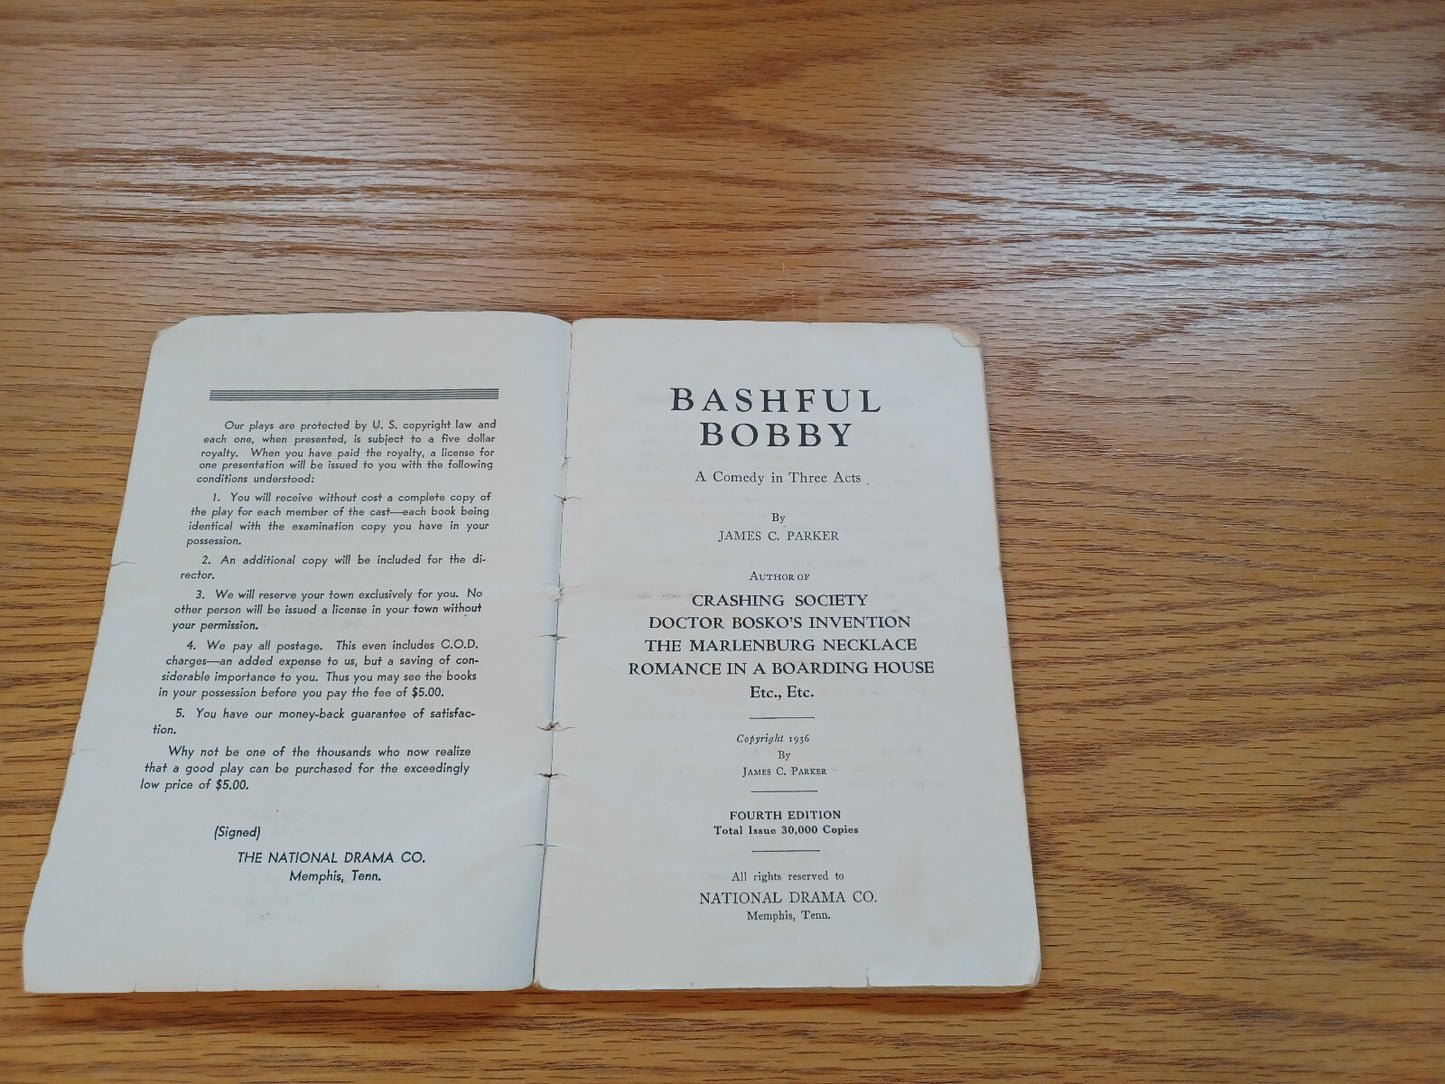 Our plays are protected by U. S. copyright law and
each one, when presented, is subject to a five dollar
royalty. When you have paid the royalty, a license for
one presentation will be issued to you with the following
conditions understood:
1. You will receive without cost a complete copy of
the play for each member of the cast—each book being
identical with the examination copy you have in your
possession.
2. An additional copy will be included for the di-
rector.
3. We will reserve your town exclusively for you. No
other person will be issued a license in your town without
your permission.
4. We pay all postage. This even includes C.O.D.
charges—an added expense to us, but a saving of con-
siderable importance to you. Thus you may see the books
in your possession before you pay the fee of $5.00.
5. You have our money-back guarantee of satisfac-
tion.
Why not be one of the thousands who now realize
that a good play can be purchased for the exceedingly
low price of $5.00.
(Signed)
THE NATIONAL DRAMA CO.
Memphis, Tenn.
BASHFUL
BOBBY
A Comedy in Three Acts
By
JAMES C. PARKER
AUTHOR OF
CRASHING SOCIETY
DOCTOR BOSKO'S INVENTION
THE MARLENBURG NECKLACE
ROMANCE IN A BOARDING HOUSE
Etc., Etc.
Copyright 1936
By
JAMES C. PARKER
FOURTH EDITION
Total Issue 30,000 Copies
All rights reserved to
NATIONAL DRAMA CO.
Memphis, Tenn.